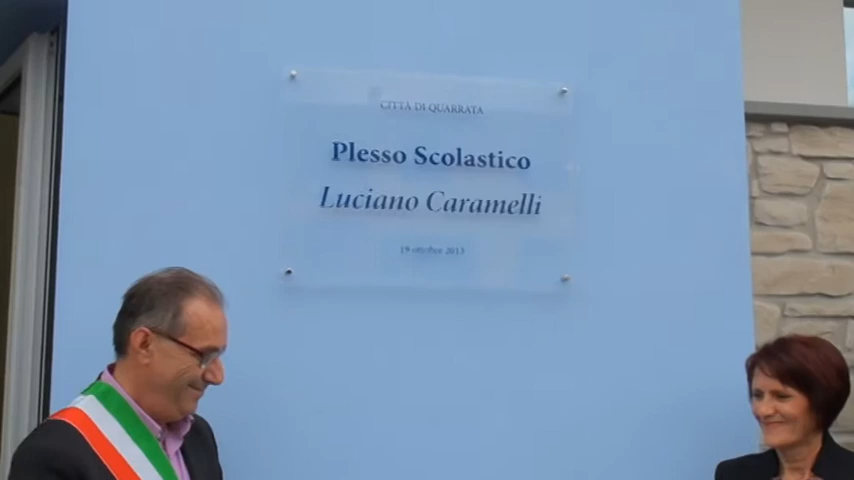 CITTÀ DI QUARRATA
Plesso Scolastico
Luciano Caramelli
19 ottobre 2013